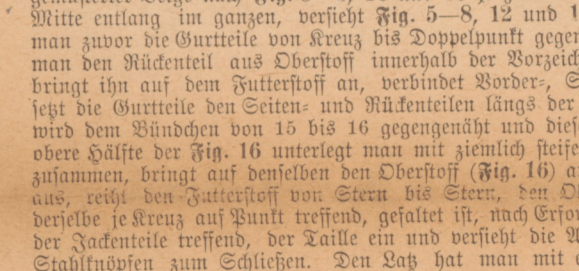 Mitte entlang im ganzen, versieht Fig. 5—8, 12 und 1
man zuvor die Gurtteile von Kreuz bis Doppelpunkt gegen
man den Rückenteil aus Oberstoff innerhalb der Vorzeich
bringt ihn auf dem Futterstoff an, verbindet Vorder-, S
setzt die Gurtteile den Seiten- und Rückenteilen längs der
wird dem Bündchen von 15 bis 16 gegengenäht und dies
obere Hälfte der Fig. 16 unterlegt man mit ziemlich steife
zusammen, bringt auf denselben den Oberstoff (Fig. 16) a
aus, reiht den Futterstoff von Stern bis Stern, den O
derselbe je Kreuz auf Punkt treffend, gefaltet ist, nach Erfor
der Jackenteile treffend, der Taille ein und versieht die A
Stahlknöpfen zum Schließen. Den Latz hat man mit